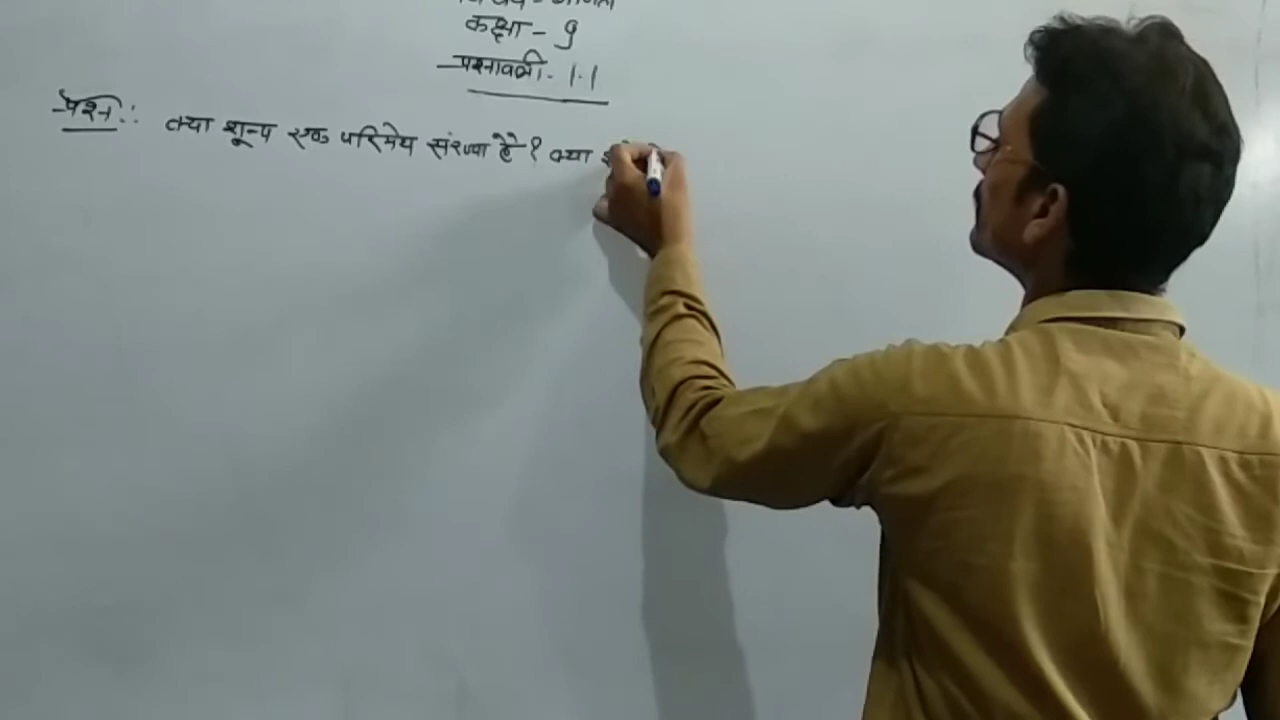 कक्षा - 9
प्रश्नावली - 1.1
प्रश्न: क्या शून्य एक परिमेय संख्या है? क्या